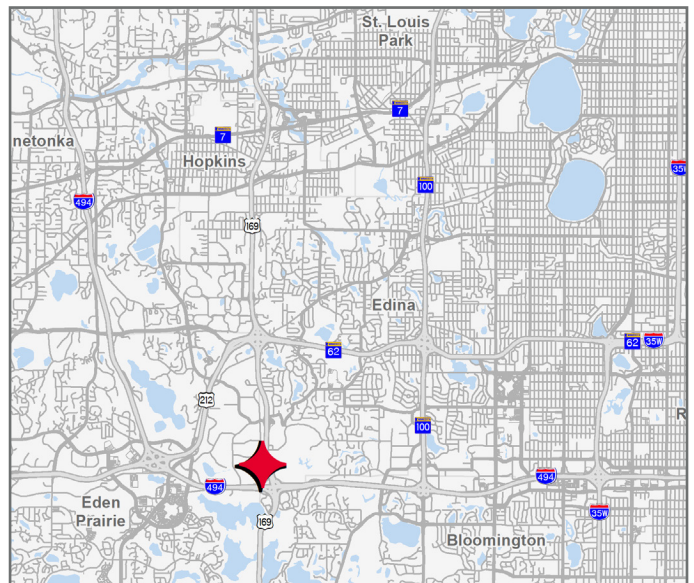 St. Louis
Park
7
7
netonka
Hopkins
35W
100
494
169
Edina
62
62
35W
212
R
100
494
494
Eden
Prairie
169
35W
Bloomington